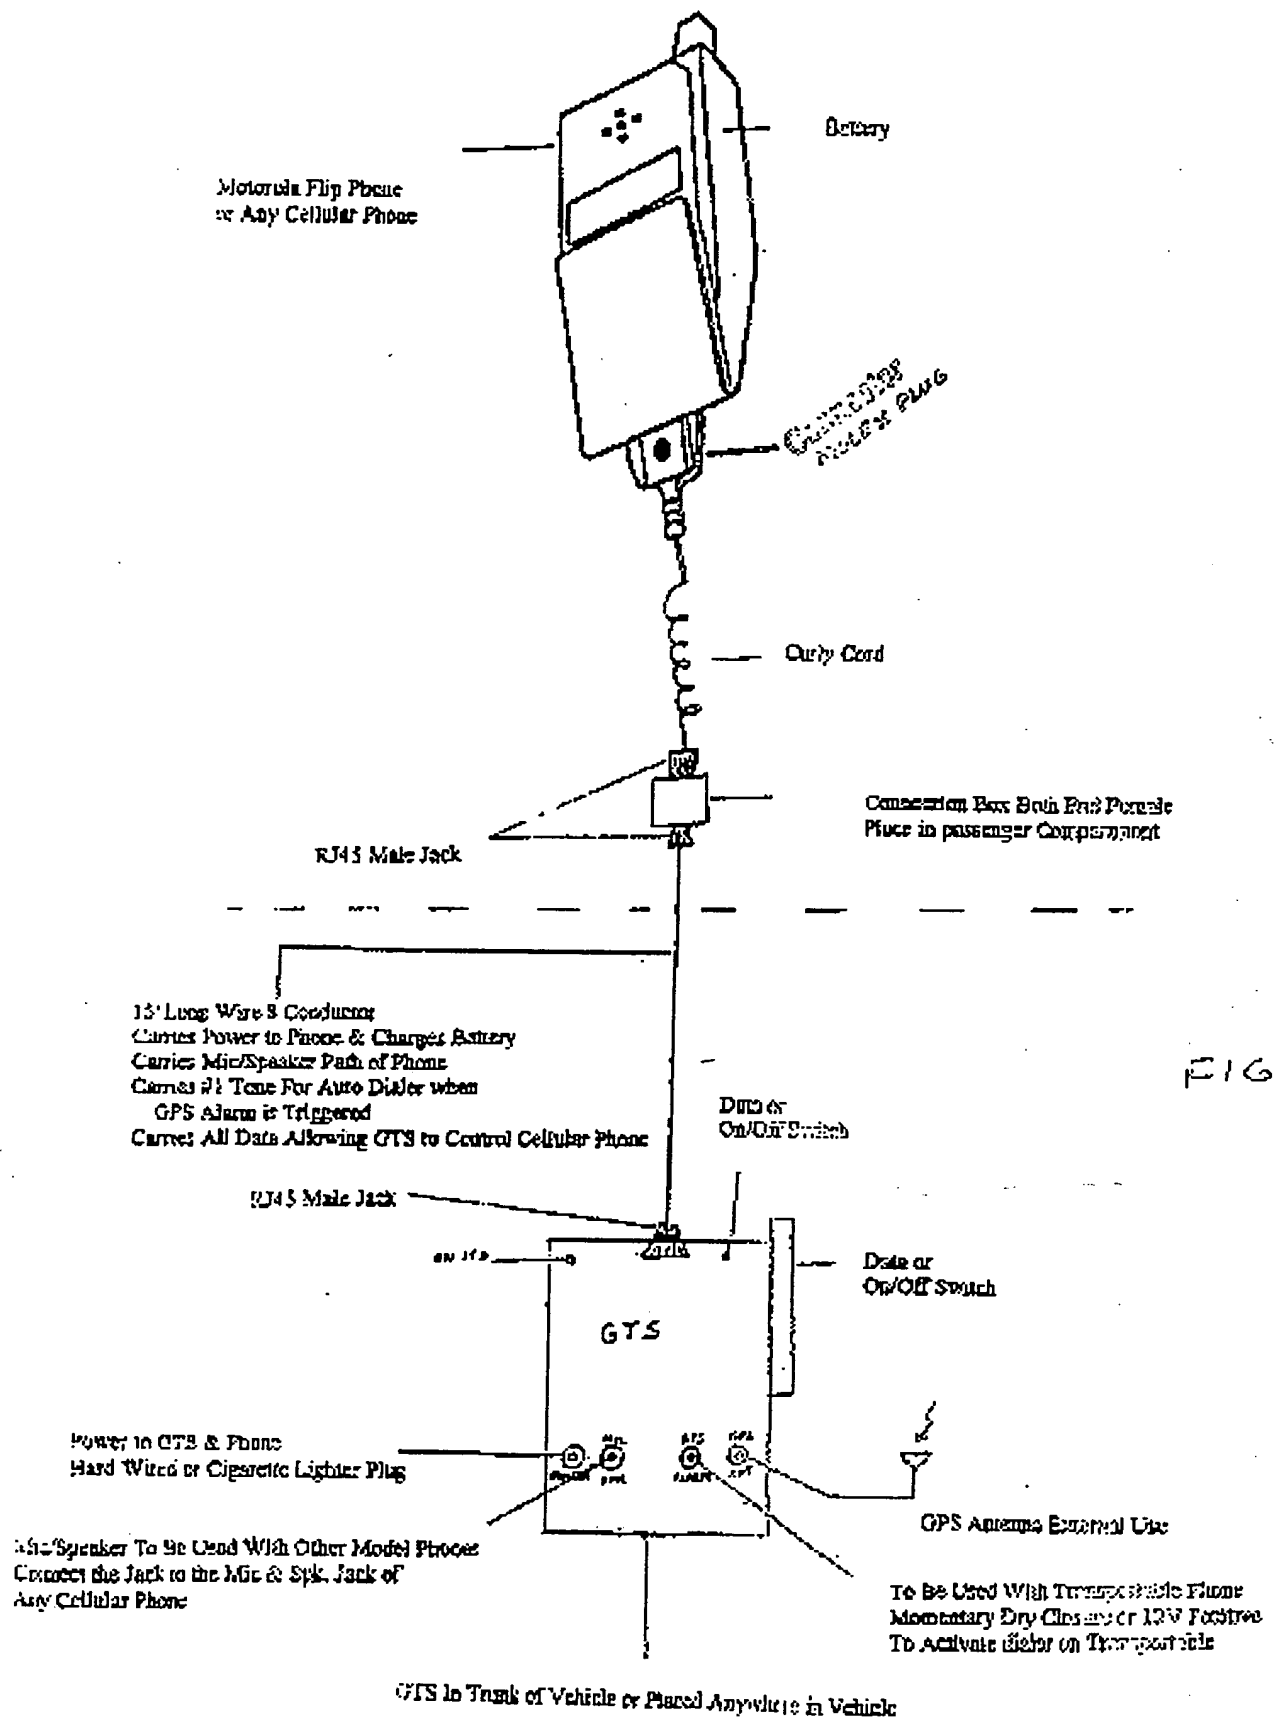 Battery
Motorola Flip Phone
or Any Cellular Phone
Connector
Molex PLUG
Curly Cord
Connection Box Both End Female
Place in passenger Compartment
RJ45 Male Jack
15' Long Wire 8 Conductor
Carries Power to Phone & Charges Battery
Carries Mic/Speaker Path of Phone
Carries #1 Tone For Auto Dialer when
GPS Alarm is Triggered
Carries All Data Allowing GTS to Control Cellular Phone
FIG
Data or
On/Off Switch
RJ45 Male Jack
Data or
On/Off Switch
GTS
Power to GTS & Phone
Hard Wired or Cigarette Lighter Plug
GPS Antenna External Use
Mic/Speaker To Be Used With Other Model Phones
Connect the Jack to the Mic & Spk. Jack of
Any Cellular Phone
To Be Used With Transportable Phone
Momentary Dry Closure or 12V Positive
To Activate dialer on Transportable
GTS In Trunk of Vehicle or Placed Anywhere in Vehicle